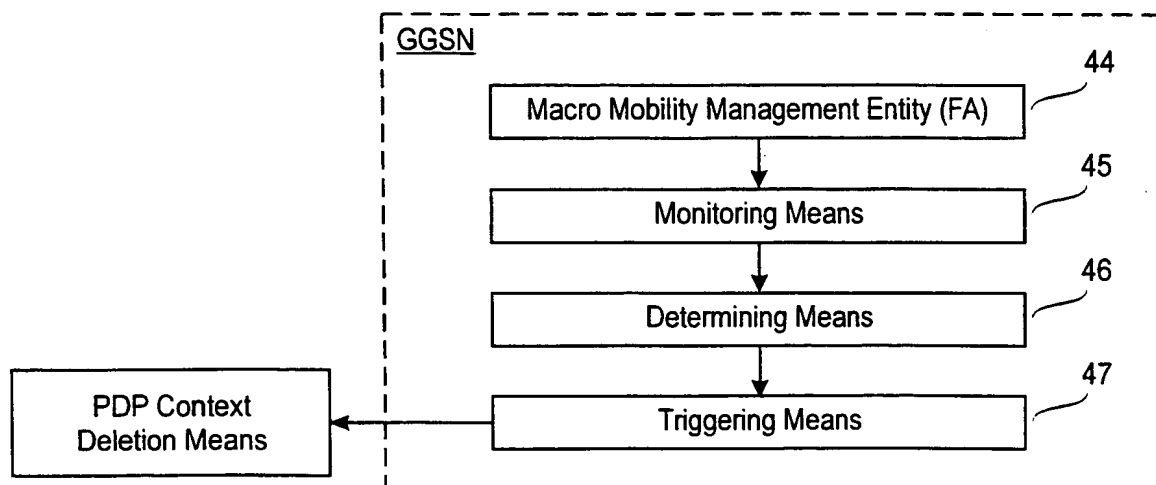 GGSN
44
Macro Mobility Management Entity (FA)
45
Monitoring Means
46
Determining Means
47
Triggering Means
PDP Context
Deletion Means